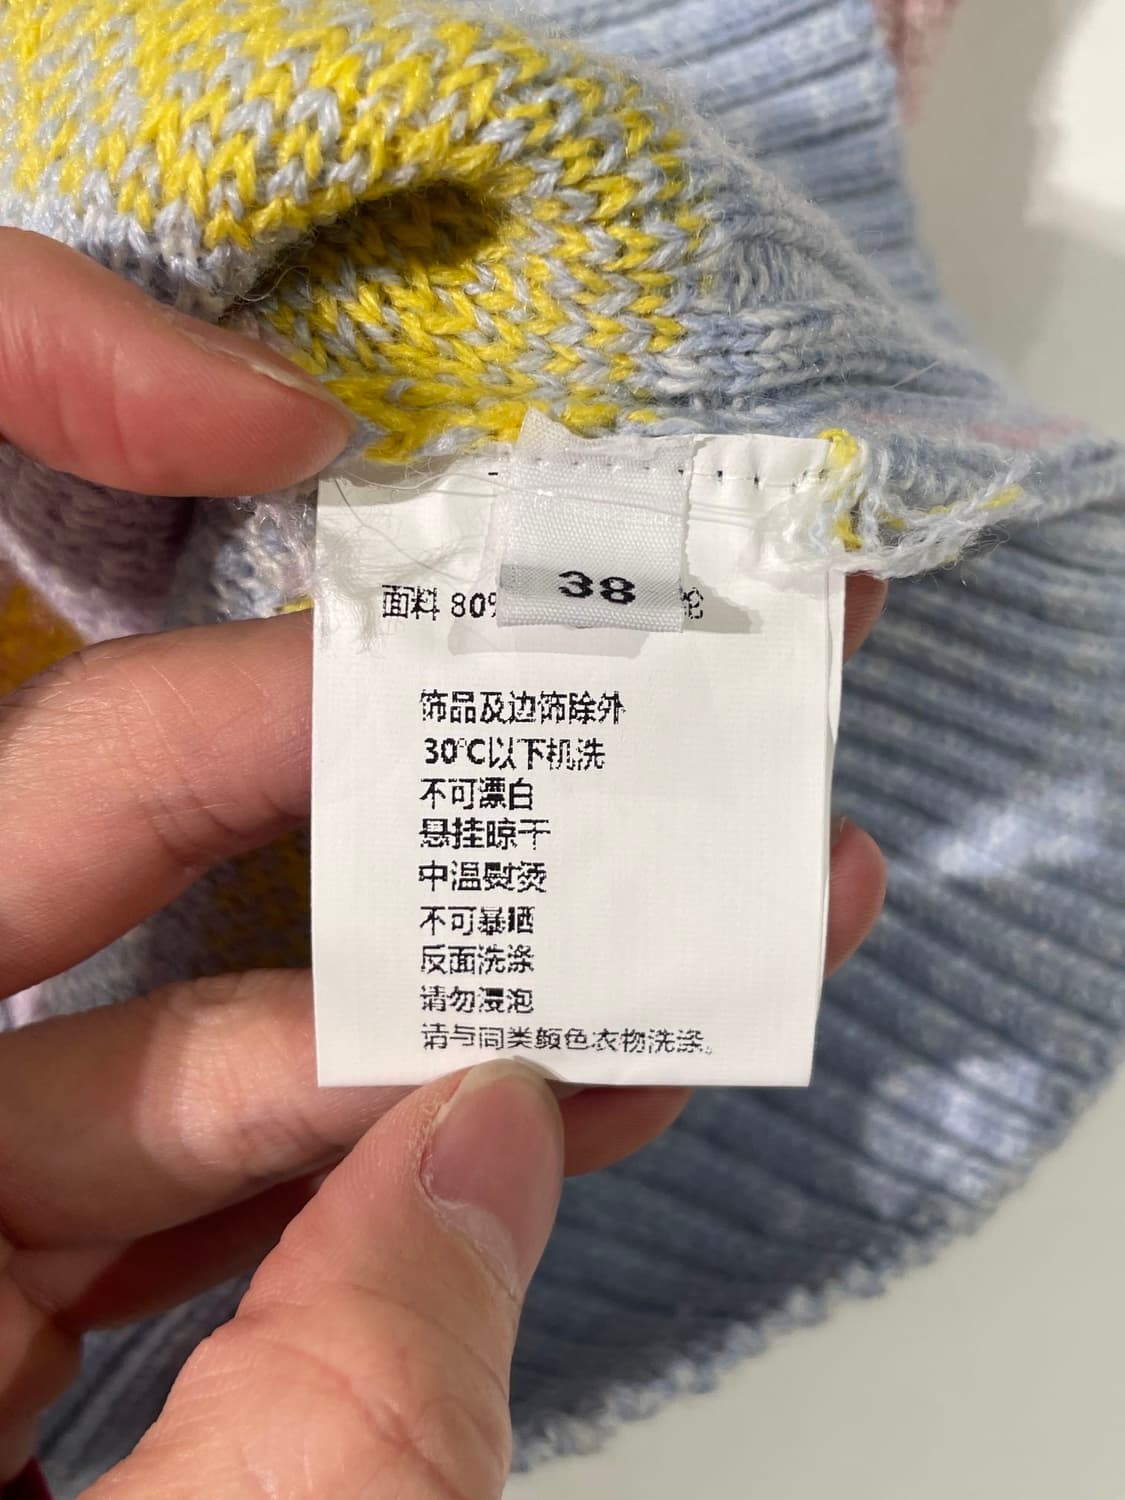 38
面料 80%
饰品及边饰除外
30℃以下机洗
不可漂白
悬挂晾干
中温熨烫
不可暴晒
反面洗涤
请勿浸泡
请与同类颜色衣物洗涤。